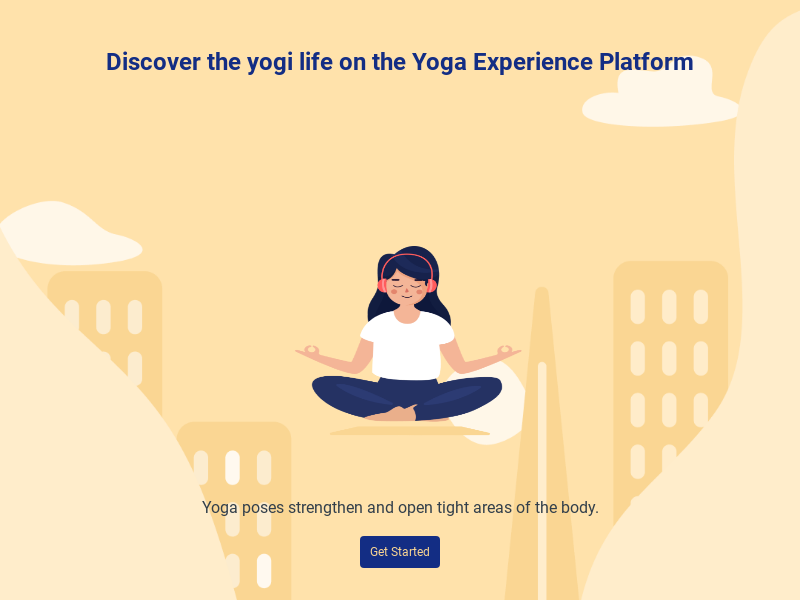 Discover the yogi life on the Yoga Experience Platform
Yoga poses strengthen and open tight areas of the body.
Get Started